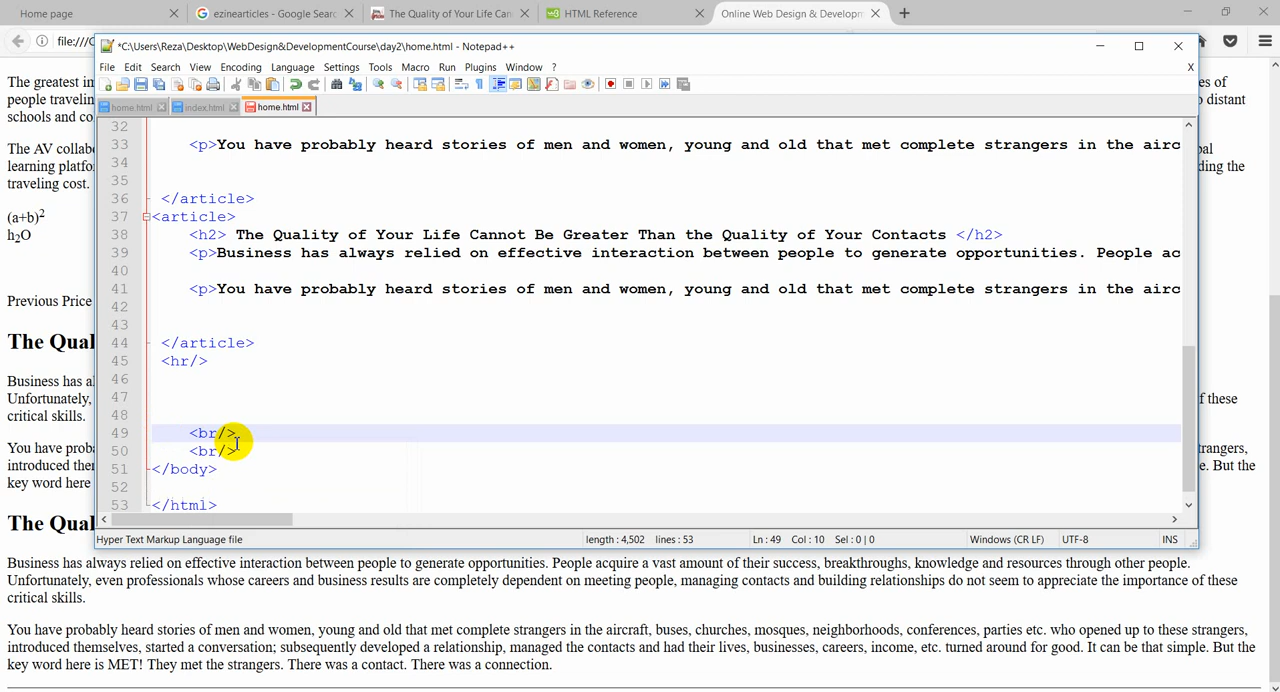 Home page
ezinearticles - Google Searc
The Quality of Your Life Can
HTML Reference
Online Web Design & Developm
file:///
*C:\Users\Reza\Desktop\WebDesign&DevelopmentCourse\day2\home.html - Notepad++
File Edit Search View Encoding Language Settings Tools Macro Run Plugins Window ? X
home.html index.html home.html
32
33 <p>You have probably heard stories of men and women, young and old that met complete strangers in the airc
34
35
36 </article>
37 <article>
38 <h2> The Quality of Your Life Cannot Be Greater Than the Quality of Your Contacts </h2>
39 <p>Business has always relied on effective interaction between people to generate opportunities. People ac
40
41 <p>You have probably heard stories of men and women, young and old that met complete strangers in the airc
42
43
44 </article>
45 <hr/>
46
47
48
49 <br/>
50 <br/>
51 </body>
52
53 </html>
Hyper Text Markup Language file length : 4,502 lines : 53 Ln : 49 Col : 10 Sel : 0 | 0 Windows (CR LF) UTF-8 INS
The greatest in
es of
people traveling
o distant
schools and co
The AV collabo
bal
learning platfo
ding the
traveling cost.
(a+b)2
h2O
Previous Price
The Qual
Business has al
Unfortunately,
f these
critical skills.
You have proba
trangers,
introduced them
e. But the
key word here
The Qual
Business has always relied on effective interaction between people to generate opportunities. People acquire a vast amount of their success, breakthroughs, knowledge and resources through other people.
Unfortunately, even professionals whose careers and business results are completely dependent on meeting people, managing contacts and building relationships do not seem to appreciate the importance of these
critical skills.
You have probably heard stories of men and women, young and old that met complete strangers in the aircraft, buses, churches, mosques, neighborhoods, conferences, parties etc. who opened up to these strangers,
introduced themselves, started a conversation; subsequently developed a relationship, managed the contacts and had their lives, businesses, careers, income, etc. turned around for good. It can be that simple. But the
key word here is MET! They met the strangers. There was a contact. There was a connection.